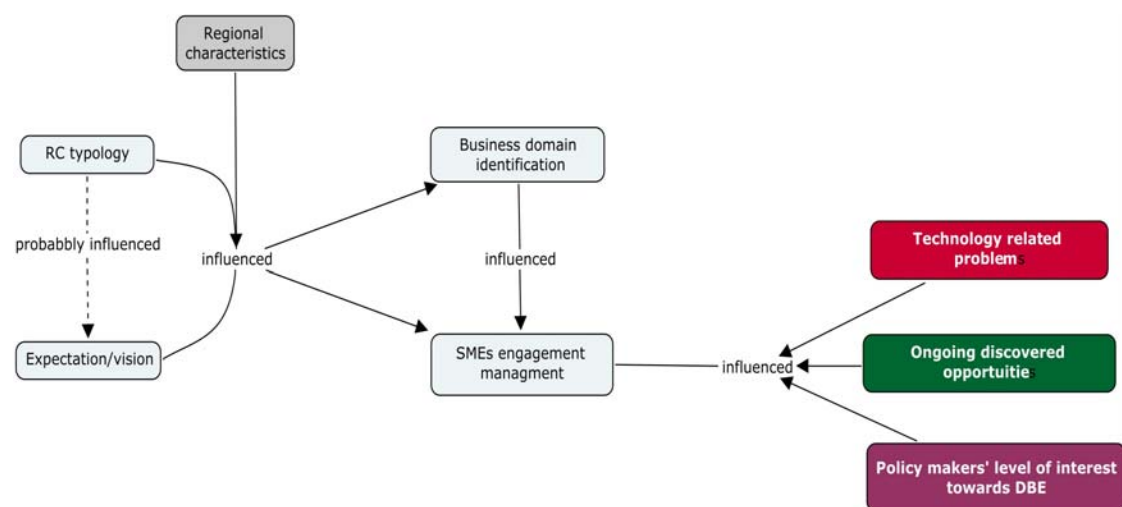 Regional
characteristics
RC typology
Business domain
identification
probabbly influenced
influenced
influenced
Technology related
problems
Expectation/vision
SMEs engagement
managment
influenced
Ongoing discovered
opportuities
Policy makers' level of interest
towards DBE